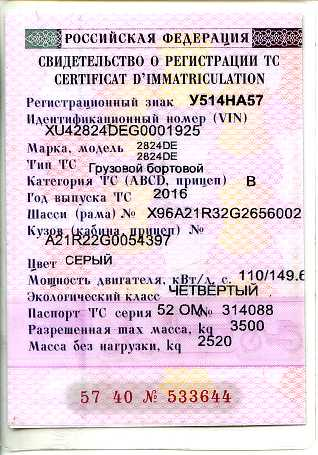 РОССИЙСКАЯ ФЕДЕРАЦИЯ
СВИДЕТЕЛЬСТВО О РЕГИСТРАЦИИ ТС
CERTIFICAT D'IMMATRICULATION
Регистрационный знак У514НА57
Идентификационный номер (VIN)
XU42824DEG0001925
Марка, модель 2824DE
2824DE
Тип ТС Грузовой бортовой
Категория ТС (ABCD, прицеп) B
Год выпуска ТС 2016
Шасси (рама) № X96A21R32G2656002
Кузов (кабина, прицеп) №
A21R22G0054397
Цвет СЕРЫЙ
Мощность двигателя, кВт/л. с. 110/149.6
Экологический класс ЧЕТВЕРТЫЙ
Паспорт ТС серия 52 ОМ № 314088
Разрешенная max масса, kg 3500
Масса без нагрузки, kg 2520
57 40 № 533644